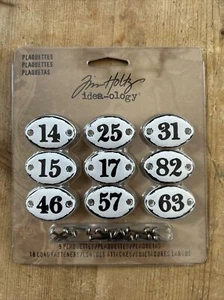 PLAQUETTES
PLAQUETTES
PLAQUETAS
Tim Holtz
idea-ology
14 25 31
15 17 82
46 57 63